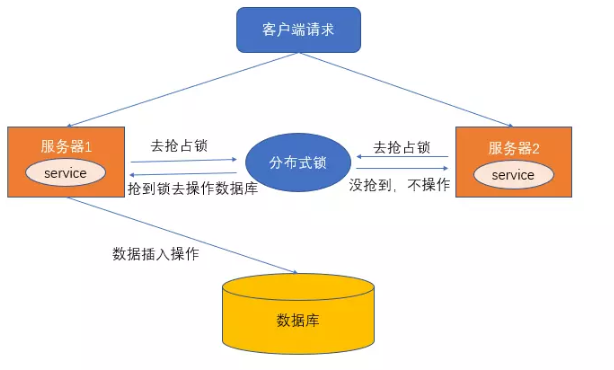 客户端请求
服务器1
service
去抢占锁
抢到锁去操作数据库
分布式锁
去抢占锁
没抢到，不操作
服务器2
service
数据插入操作
数据库